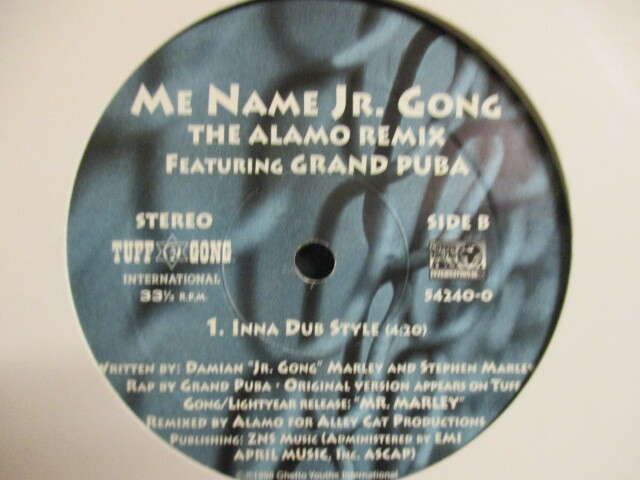 Me Name Jr. Gong
The Alamo Remix
Featuring Grand Puba
STEREO
SIDE B
TUFF GONG
INTERNATIONAL
INTERNATIONAL
33⅓ R.P.M.
54240-0
1. Inna Dub Style (4:20)
Written by: Damian "Jr. Gong" Marley and Stephen Marley
Rap by Grand Puba · Original version appears on Tuff
Gong/Lightyear release: "MR. MARLEY"
Remixed by Alamo for Alley Cat Productions
Publishing: ZNS Music (Administered by EMI
APRIL MUSIC, Inc. ASCAP)
Ghetto Youths International